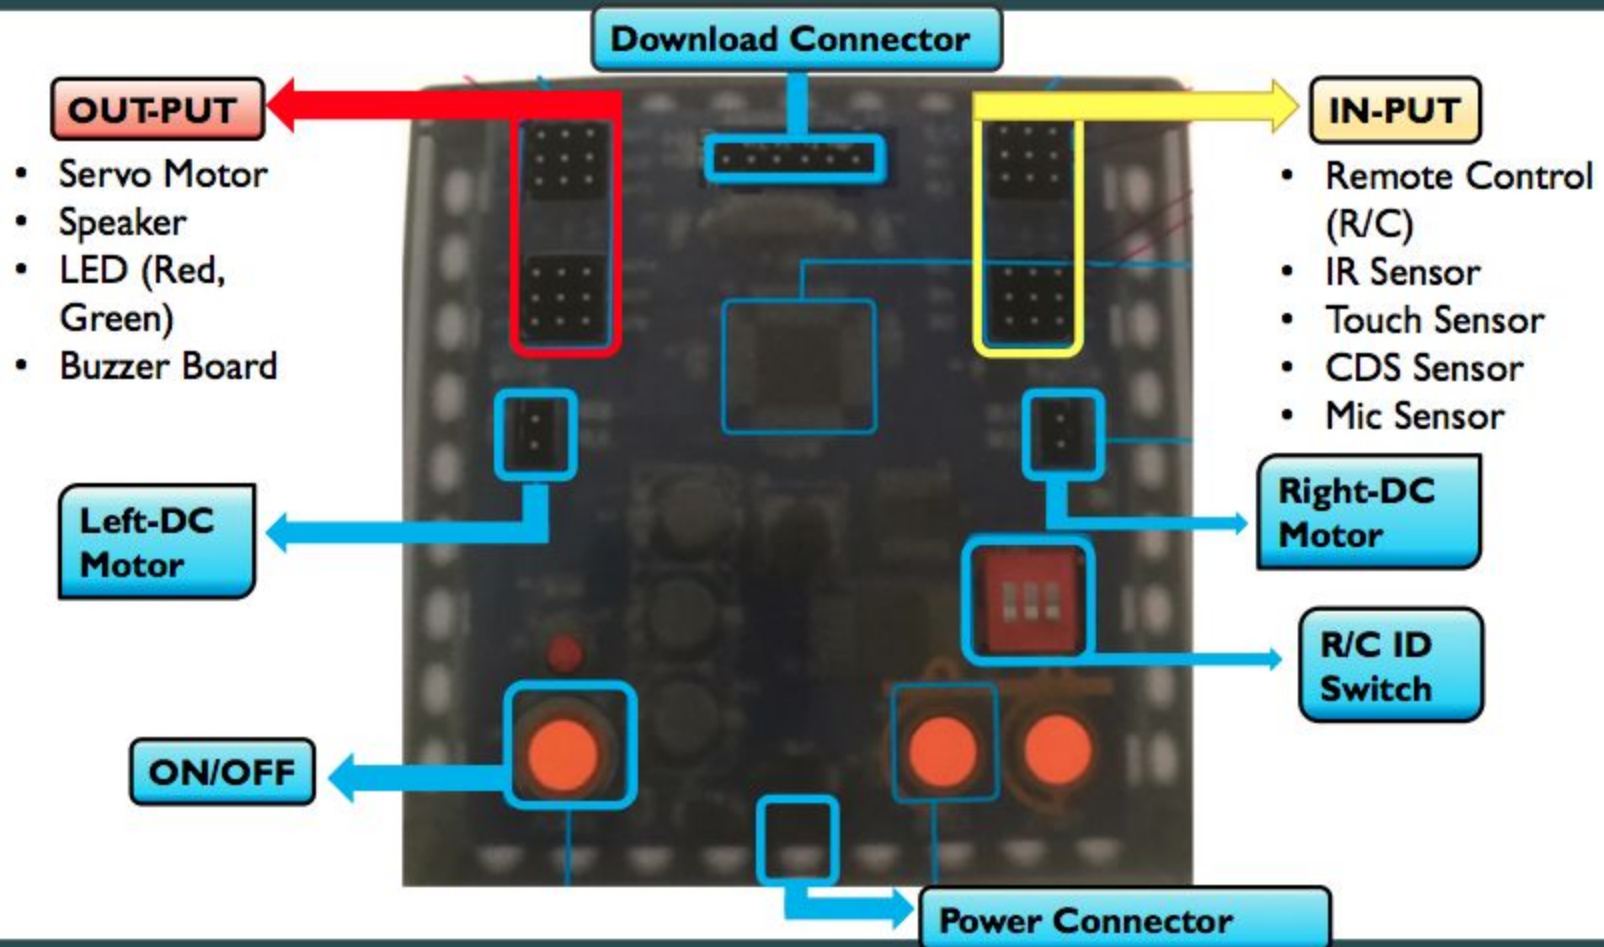 Download Connector
OUT-PUT
• Servo Motor
• Speaker
• LED (Red,
Green)
• Buzzer Board
IN-PUT
• Remote Control
(R/C)
• IR Sensor
• Touch Sensor
• CDS Sensor
• Mic Sensor
Left-DC
Motor
Right-DC
Motor
R/C ID
Switch
ON/OFF
Power Connector